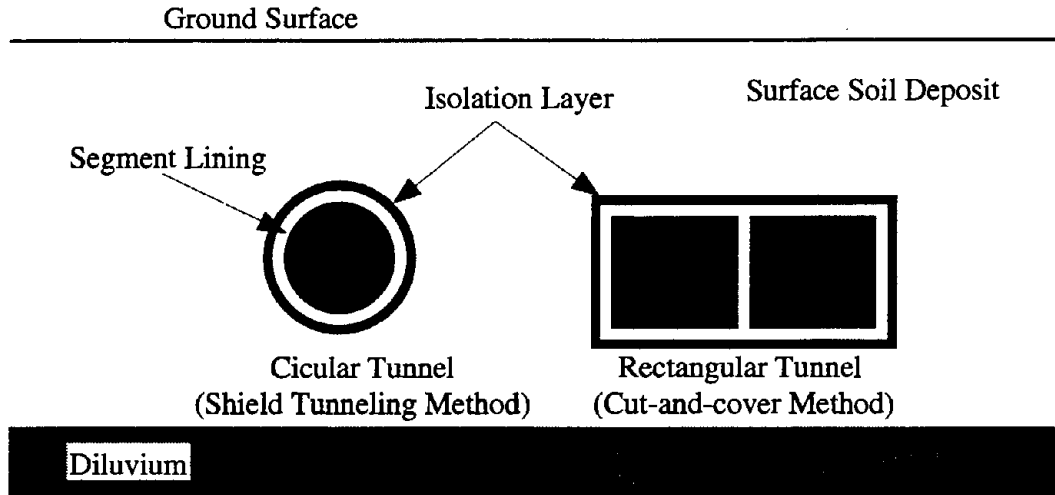 Ground Surface
Isolation Layer
Surface Soil Deposit
Segment Lining
Cicular Tunnel
(Shield Tunneling Method)
Rectangular Tunnel
(Cut-and-cover Method)
Diluvium